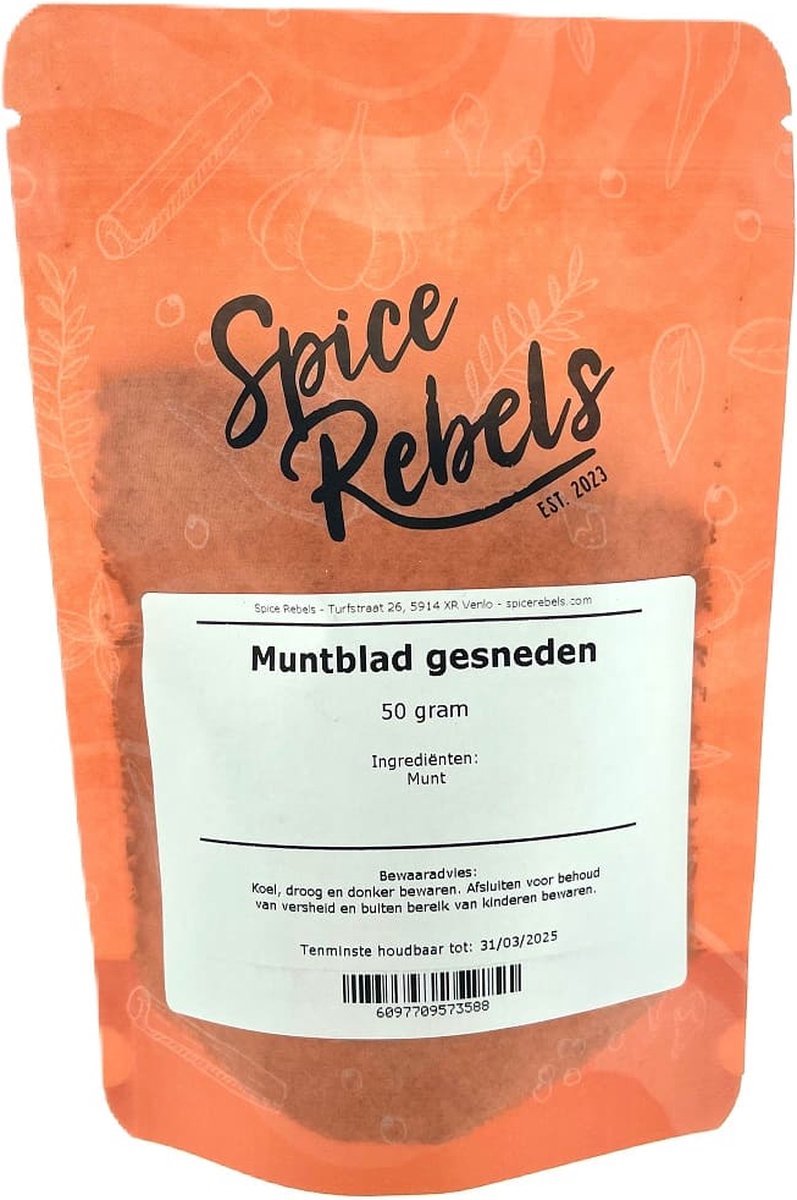 Spice
Rebels
EST. 2023
Spice Rebels - Turfstraat 26, 5914 XR Venlo - spicerebels.com
Muntblad gesneden
50 gram
Ingrediënten:
Munt
Bewaaradvies:
Koel, droog en donker bewaren. Afsluiten voor behoud
van versheid en buiten bereik van kinderen bewaren.
Tenminste houdbaar tot: 31/03/2025
6097709573588